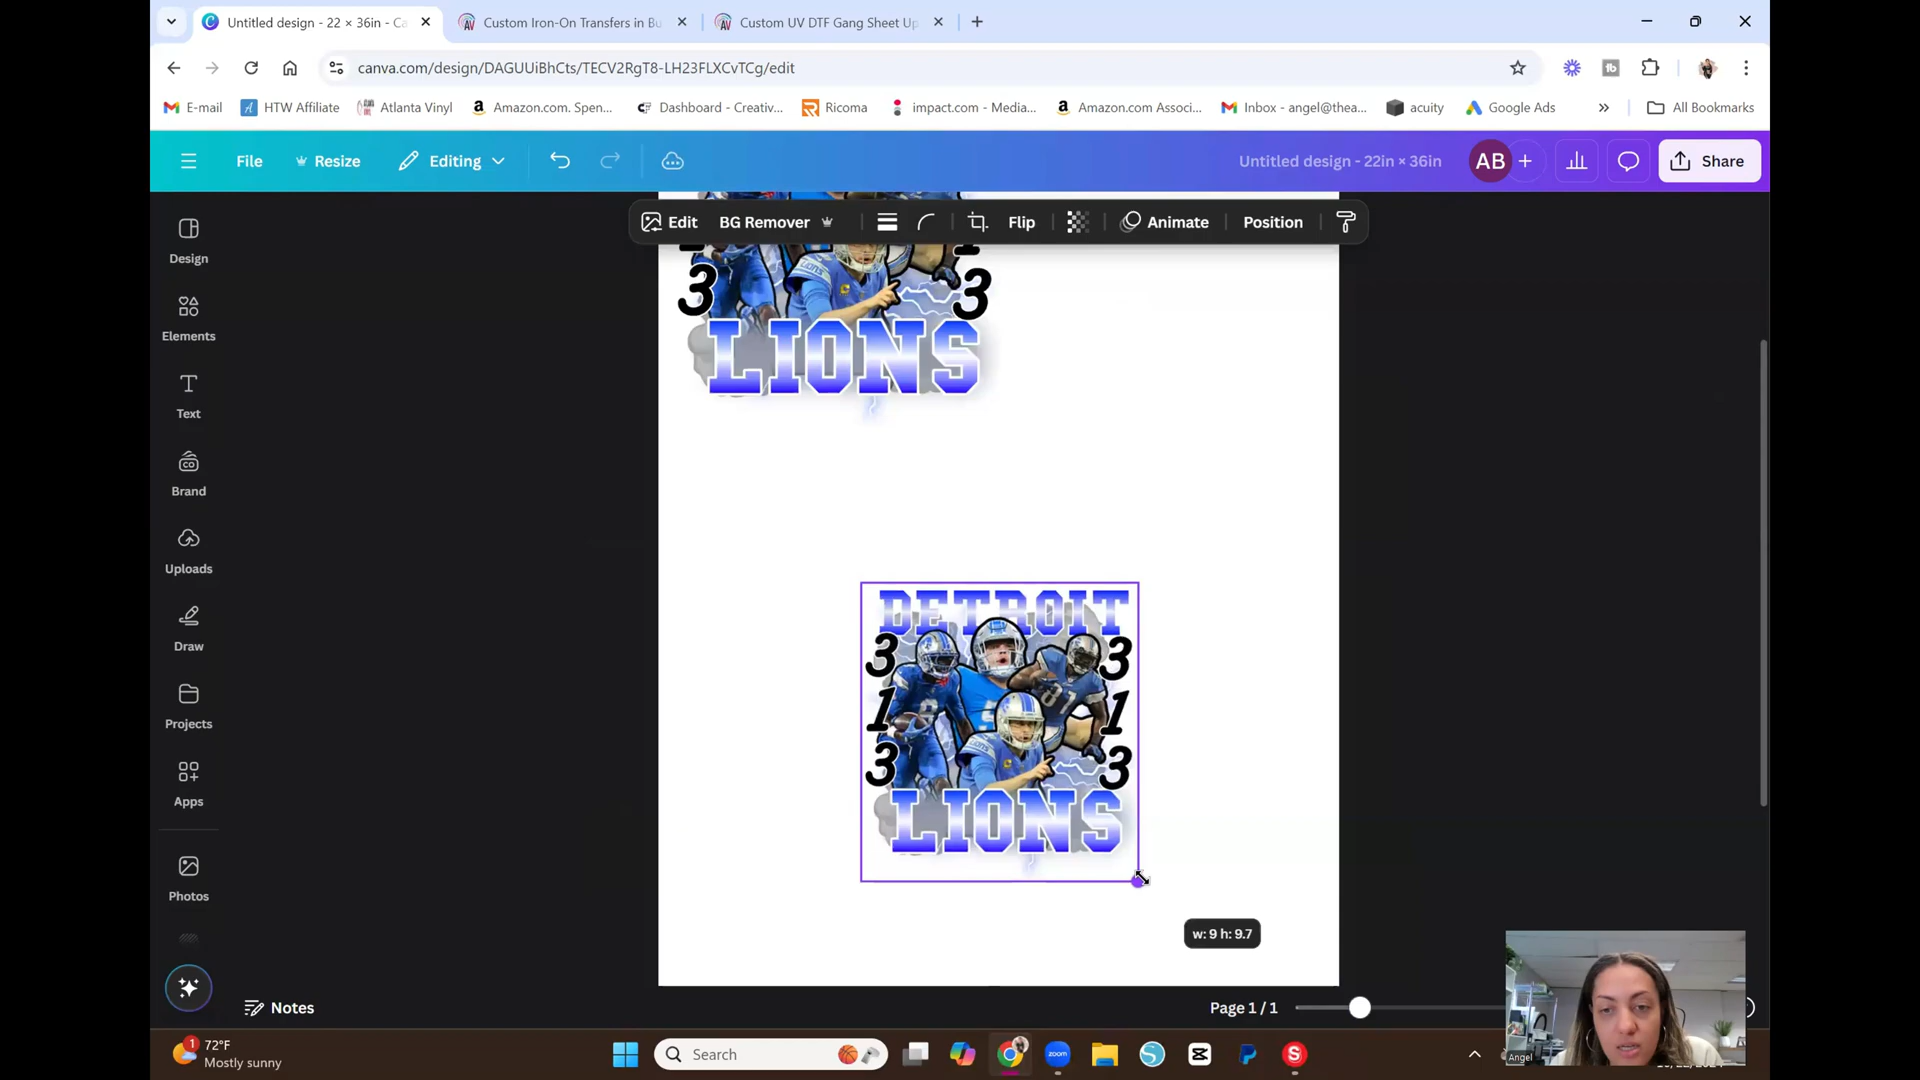 Untitled design - 22 × 36in - Ca
Custom Iron-On Transfers in Bu
Custom UV DTF Gang Sheet Up
canva.com/design/DAGUUiBhCts/TECV2RgT8-LH23FLXCvTCg/edit
E-mail
HTW Affiliate
Atlanta Vinyl
Amazon.com. Spen...
Dashboard - Creativ...
Ricoma
impact.com - Media...
Amazon.com Associ...
Inbox - angel@thea...
acuity
Google Ads
All Bookmarks
File
Resize
Editing
Untitled design - 22in × 36in
AB
Share
Edit
BG Remover
Flip
Animate
Position
Design
Elements
Text
Brand
Uploads
Draw
Projects
Apps
Photos
3 3
LIONS
DETROIT
3 3
1 1
3 3
LIONS
81
w: 9 h: 9.7
Notes
Page 1 / 1
Angel
1
72°F
Mostly sunny
Search
zoom